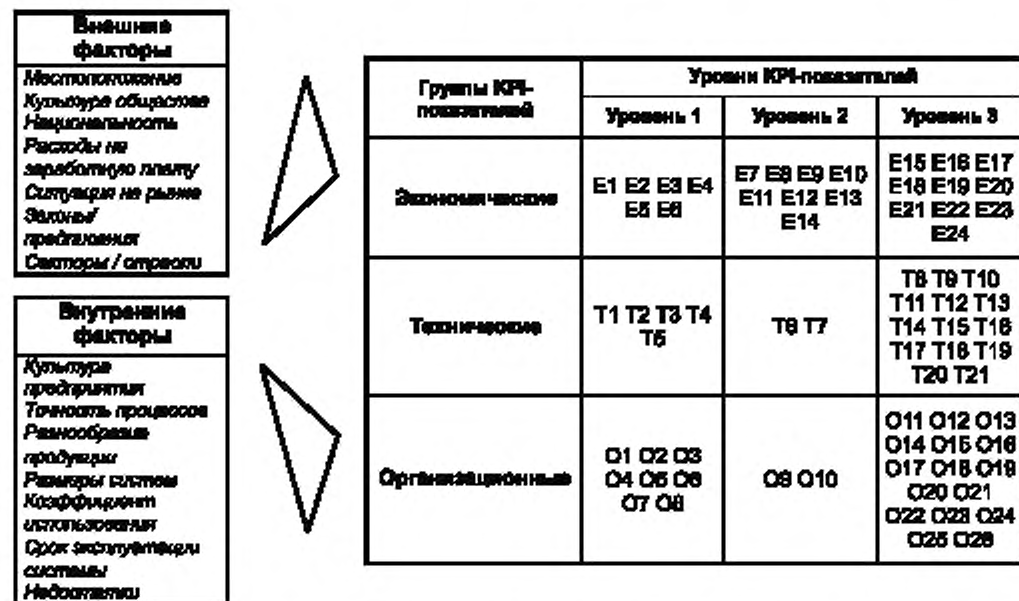 Внешние
факторы
Местоположение
Культура общества
Национальность
Расходы на
заработную плату
Ситуация на рынке
Законы/
предписания
Секторы / отрасли
Внутренние
факторы
Культура
предприятия
Точность процессов
Разнообразие
продукции
Размеры систем
Коэффициент
использования
Срок эксплуатации
системы
Недостатки
Группы KPI-
показателей
Уровни KPI-показателей
Уровень 1
Уровень 2
Уровень 3
Экономические
E1 E2 E3 E4
E5 E6
E7 E8 E9 E10
E11 E12 E13
E14
E15 E16 E17
E18 E19 E20
E21 E22 E23
E24
Технические
T1 T2 T3 T4
T5
T6 T7
T8 T9 T10
T11 T12 T13
T14 T15 T16
T17 T18 T19
T20 T21
Организационные
O1 O2 O3
O4 O5 O6
O7 O8
O9 O10
O11 O12 O13
O14 O15 O16
O17 O18 O19
O20 O21
O22 O23 O24
O25 O26